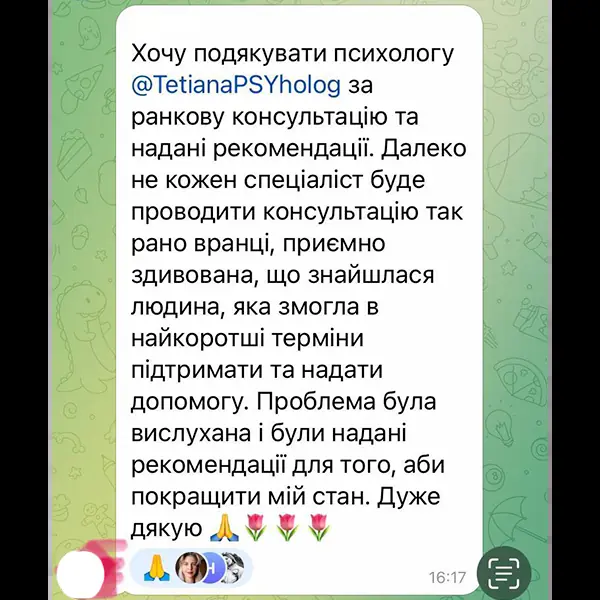 Хочу подякувати психологу
@TetianaPSYholog за
ранкову консультацію та
надані рекомендації. Далеко
не кожен спеціаліст буде
проводити консультацію так
рано вранці, приємно
здивована, що знайшлася
людина, яка змогла в
найкоротші терміни
підтримати та надати
допомогу. Проблема була
вислухана і були надані
рекомендації для того, аби
покращити мій стан. Дуже
дякую 🙏🌷🌷🌷
🙏 Н
16:17